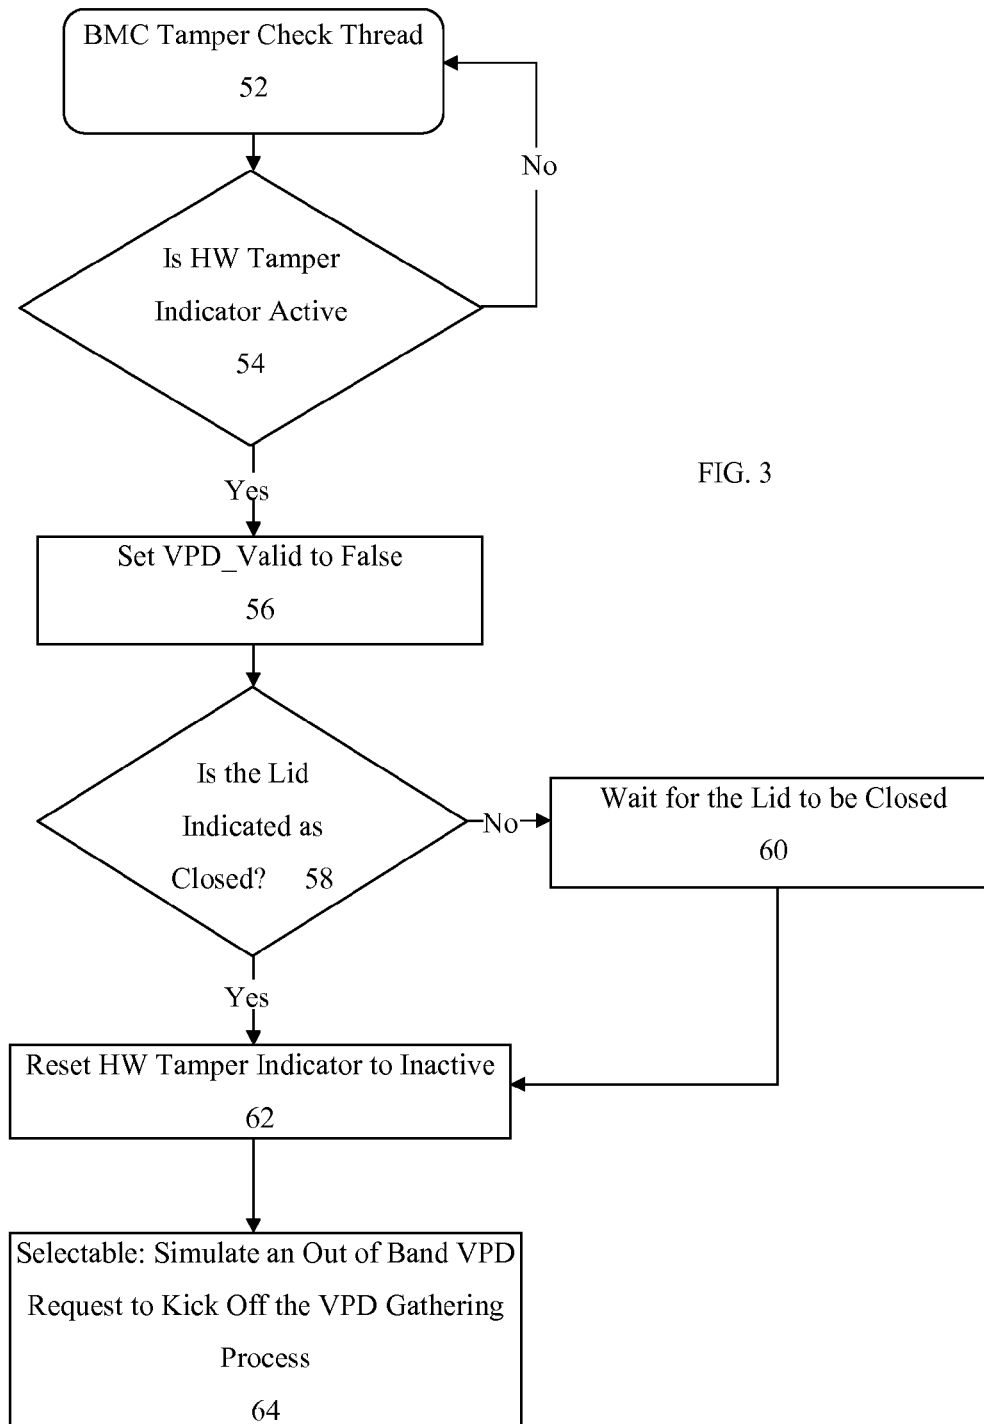 BMC Tamper Check Thread
52
No
Is HW Tamper
Indicator Active
54
FIG. 3
Yes
Set VPD_Valid to False
56
Is the Lid
Indicated as
Closed? 58
No
Wait for the Lid to be Closed
60
Yes
Reset HW Tamper Indicator to Inactive
62
Selectable: Simulate an Out of Band VPD
Request to Kick Off the VPD Gathering
Process
64